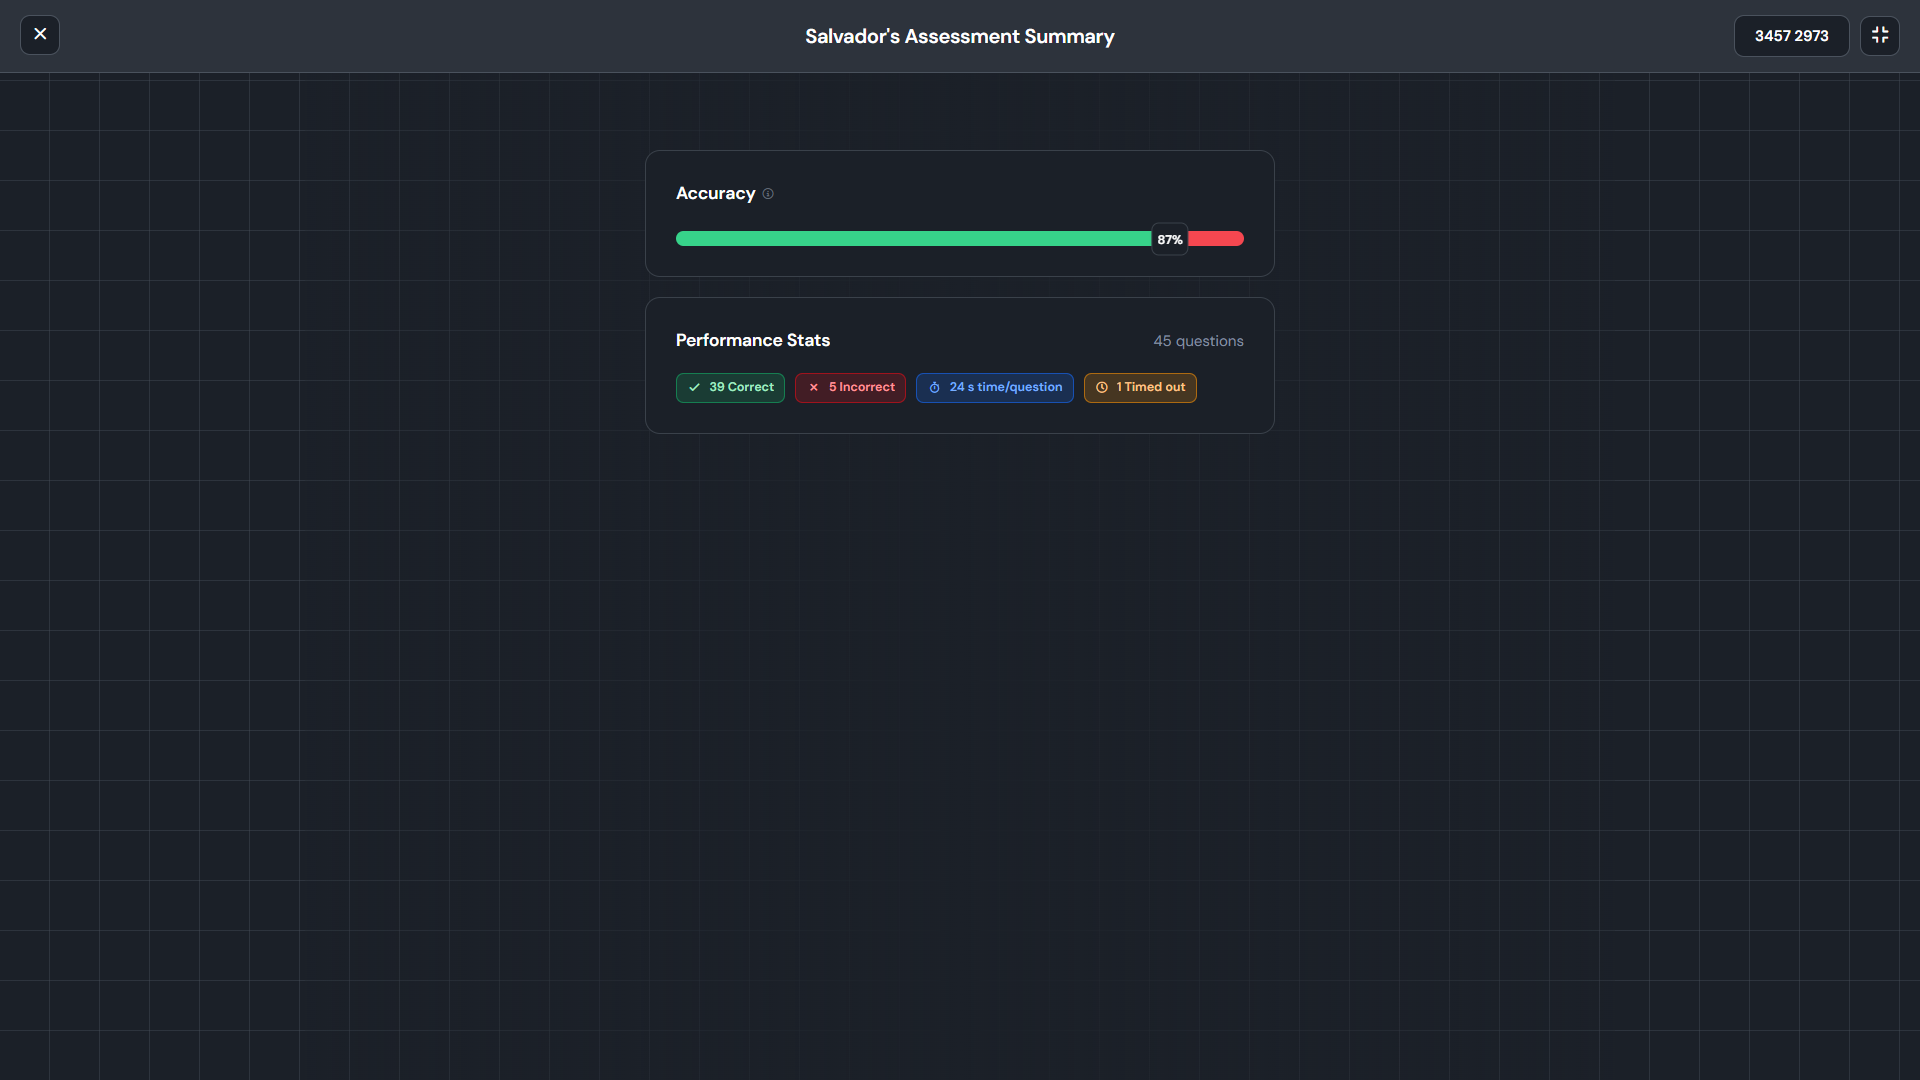 Salvador's Assessment Summary
3457 2973
Accuracy
87%
Performance Stats
45 questions
39 Correct
5 Incorrect
24 s time/question
1 Timed out